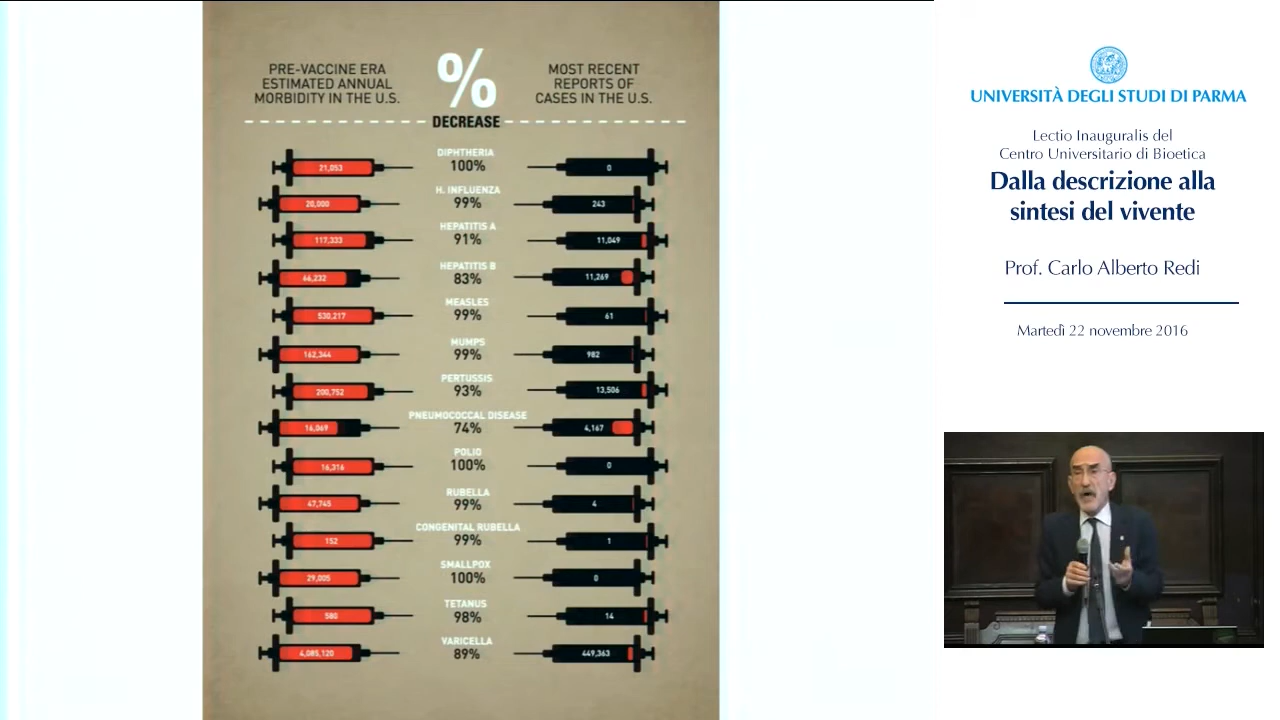 PRE-VACCINE ERA
ESTIMATED ANNUAL
MORBIDITY IN THE U.S.
%
DECREASE
MOST RECENT
REPORTS OF
CASES IN THE U.S.
DIPHTHERIA
21,053
100%
0
H. INFLUENZA
20,000
99%
243
HEPATITIS A
117,333
91%
11,049
HEPATITIS B
66,232
83%
11,269
MEASLES
530,217
99%
61
MUMPS
162,344
99%
982
PERTUSSIS
200,752
93%
13,506
PNEUMOCOCCAL DISEASE
16,069
74%
4,167
POLIO
16,316
100%
0
RUBELLA
47,745
99%
4
CONGENITAL RUBELLA
152
99%
1
SMALLPOX
29,005
100%
0
TETANUS
580
98%
14
VARICELLA
4,085,120
89%
449,363
UNIVERSITÀ DEGLI STUDI DI PARMA
Lectio Inauguralis del
Centro Universitario di Bioetica
Dalla descrizione alla
sintesi del vivente
Prof. Carlo Alberto Redi
Martedì 22 novembre 2016